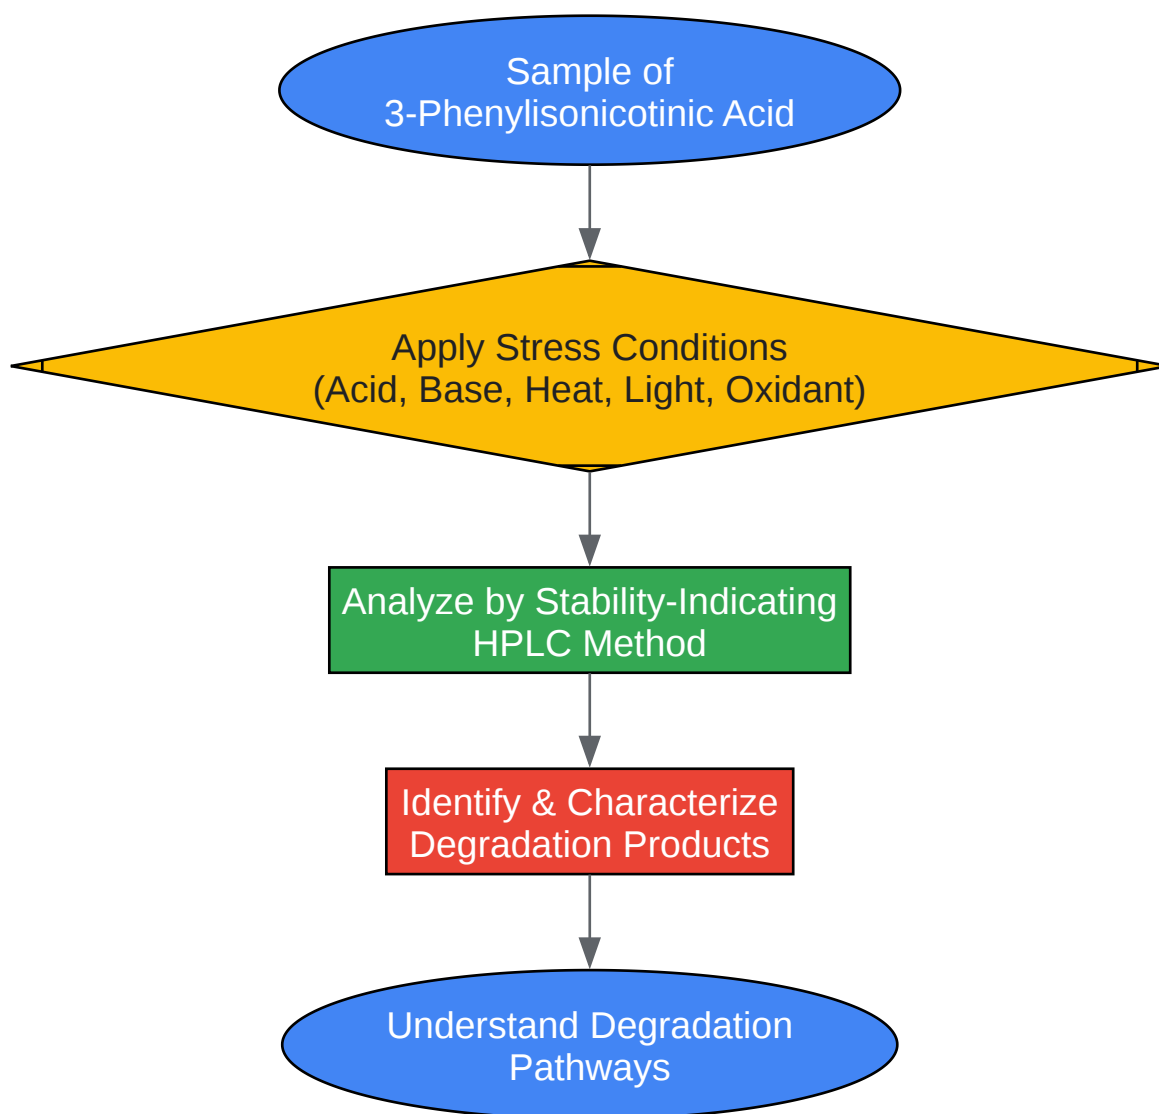 Sample of
3-Phenylisonicotinic Acid
Apply Stress Conditions
(Acid, Base, Heat, Light, Oxidant)
Analyze by Stability-Indicating
HPLC Method
Identify & Characterize
Degradation Products
Understand Degradation
Pathways